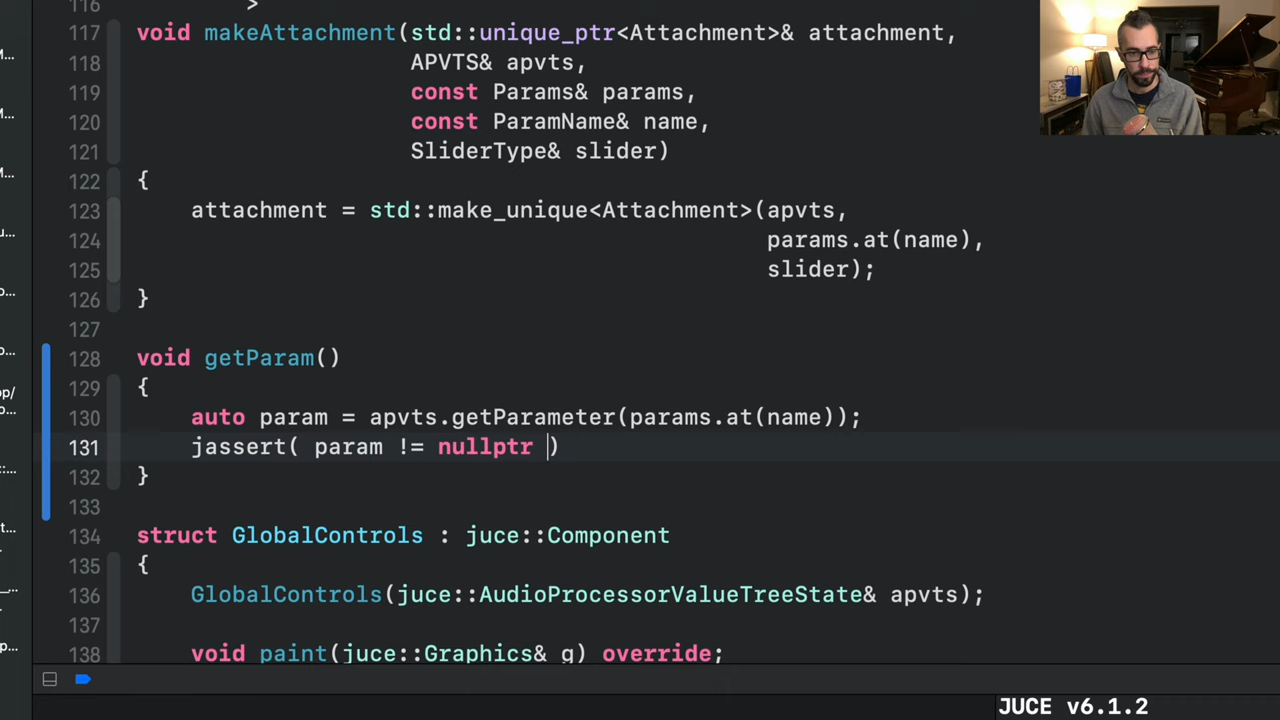 116 >
117 void makeAttachment(std::unique_ptr<Attachment>& attachment,
118 APVTS& apvts,
119 const Params& params,
120 const ParamName& name,
121 SliderType& slider)
122 {
123 attachment = std::make_unique<Attachment>(apvts,
124 params.at(name),
125 slider);
126 }
127
128 void getParam()
129 {
130 auto param = apvts.getParameter(params.at(name));
131 jassert( param != nullptr )
132 }
133
134 struct GlobalControls : juce::Component
135 {
136 GlobalControls(juce::AudioProcessorValueTreeState& apvts);
137
138 void paint(juce::Graphics& g) override;
JUCE v6.1.2